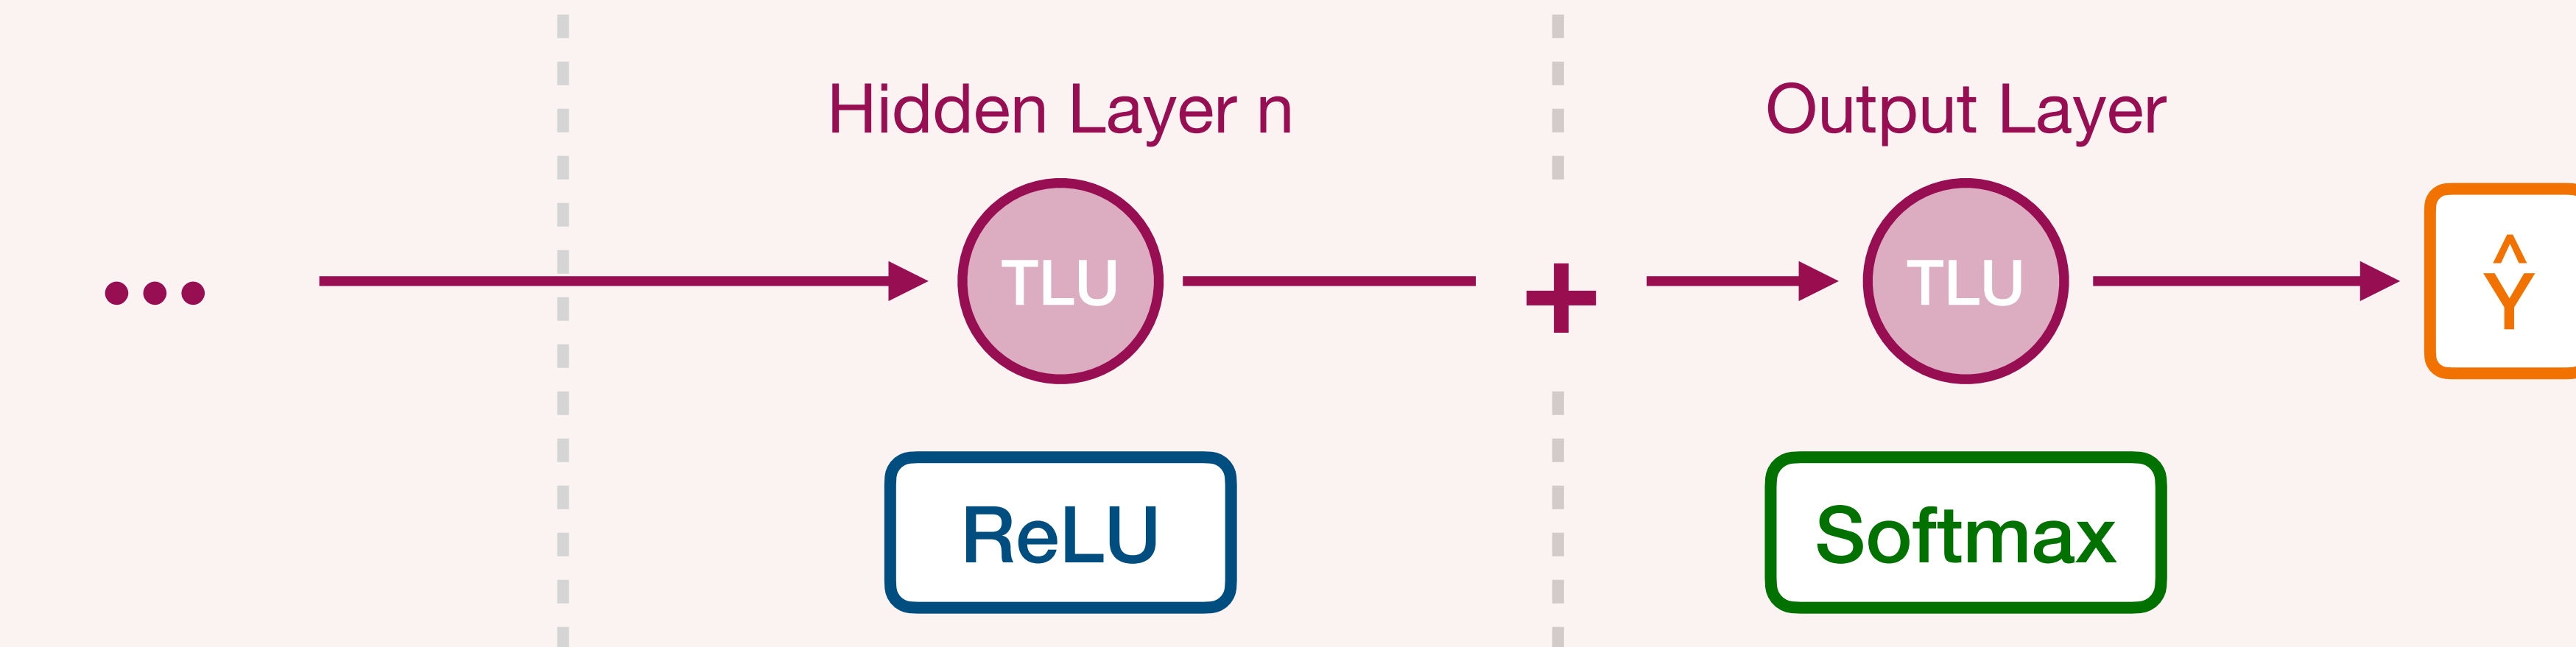 Hidden Layer n
Output Layer
...
TLU
+
TLU
Ŷ
ReLU
Softmax